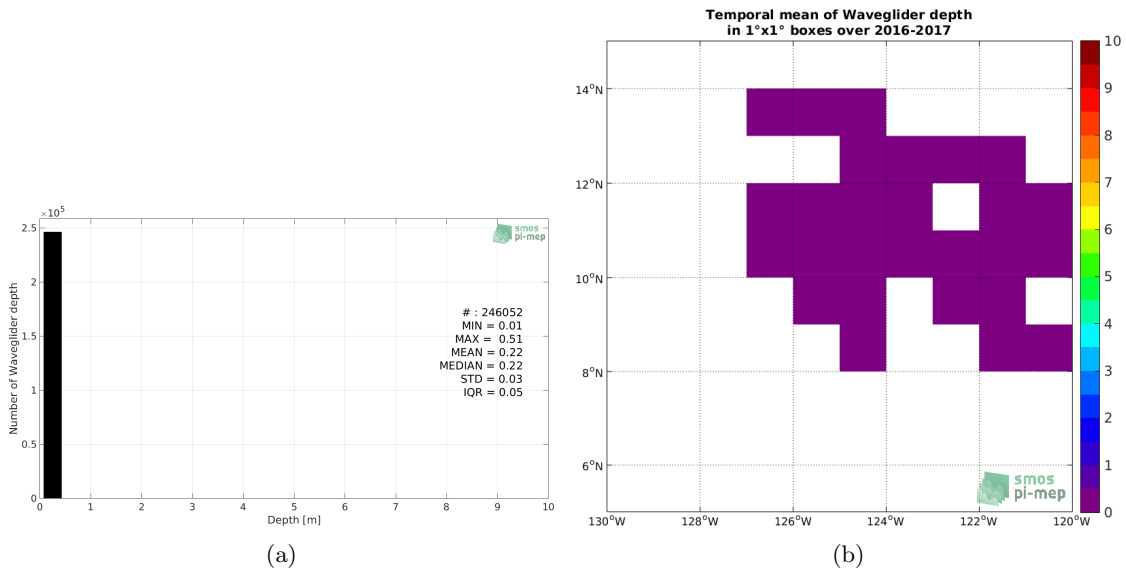 ×10⁵
2.5
2
1.5
1
0.5
0
Number of Waveglider depth
smos
pi-mep
# : 246052
MIN = 0.01
MAX = 0.51
MEAN = 0.22
MEDIAN = 0.22
STD = 0.03
IQR = 0.05
0 1 2 3 4 5 6 7 8 9 10
Depth [m]
(a)
Temporal mean of Waveglider depth
in 1°x1° boxes over 2016-2017
14°N
12°N
10°N
8°N
6°N
130°W 128°W 126°W 124°W 122°W 120°W
smos
pi-mep
10
9
8
7
6
5
4
3
2
1
0
(b)